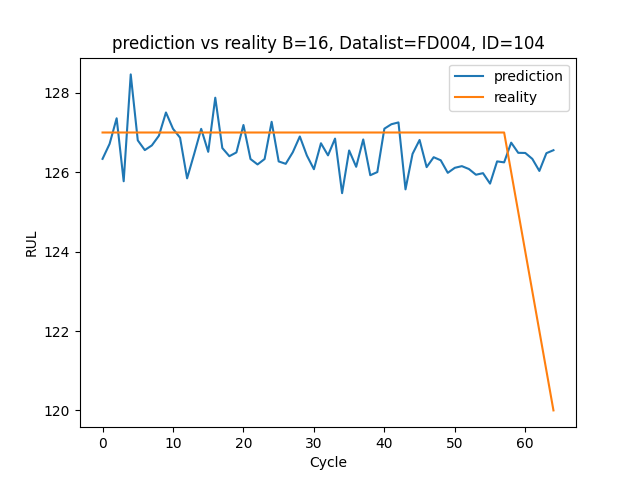 prediction vs reality B=16, Datalist=FD004, ID=104
prediction
reality
RUL
128
126
124
122
120
0 10 20 30 40 50 60
Cycle